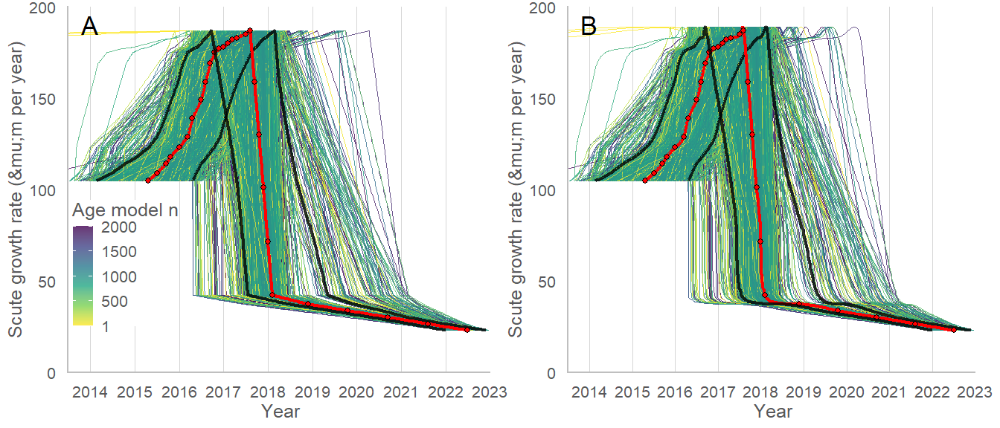 A
200
150
100
50
0
Scute growth rate (&mu;m per year)
Age model n
2000
1500
1000
500
1
2014 2015 2016 2017 2018 2019 2020 2021 2022 2023
Year
B
200
150
100
50
0
Scute growth rate (&mu;m per year)
2014 2015 2016 2017 2018 2019 2020 2021 2022 2023
Year